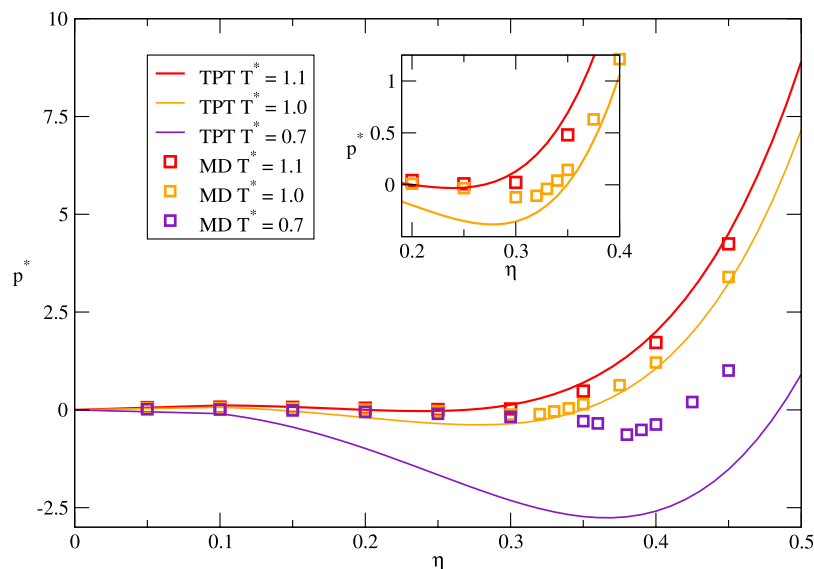 10
7.5
5
2.5
0
-2.5
p*
0
0.1
0.2
0.3
0.4
0.5
η
TPT T* = 1.1
TPT T* = 1.0
TPT T* = 0.7
MD T* = 1.1
MD T* = 1.0
MD T* = 0.7
1
0.5
0
p*
0.2
0.3
0.4
η